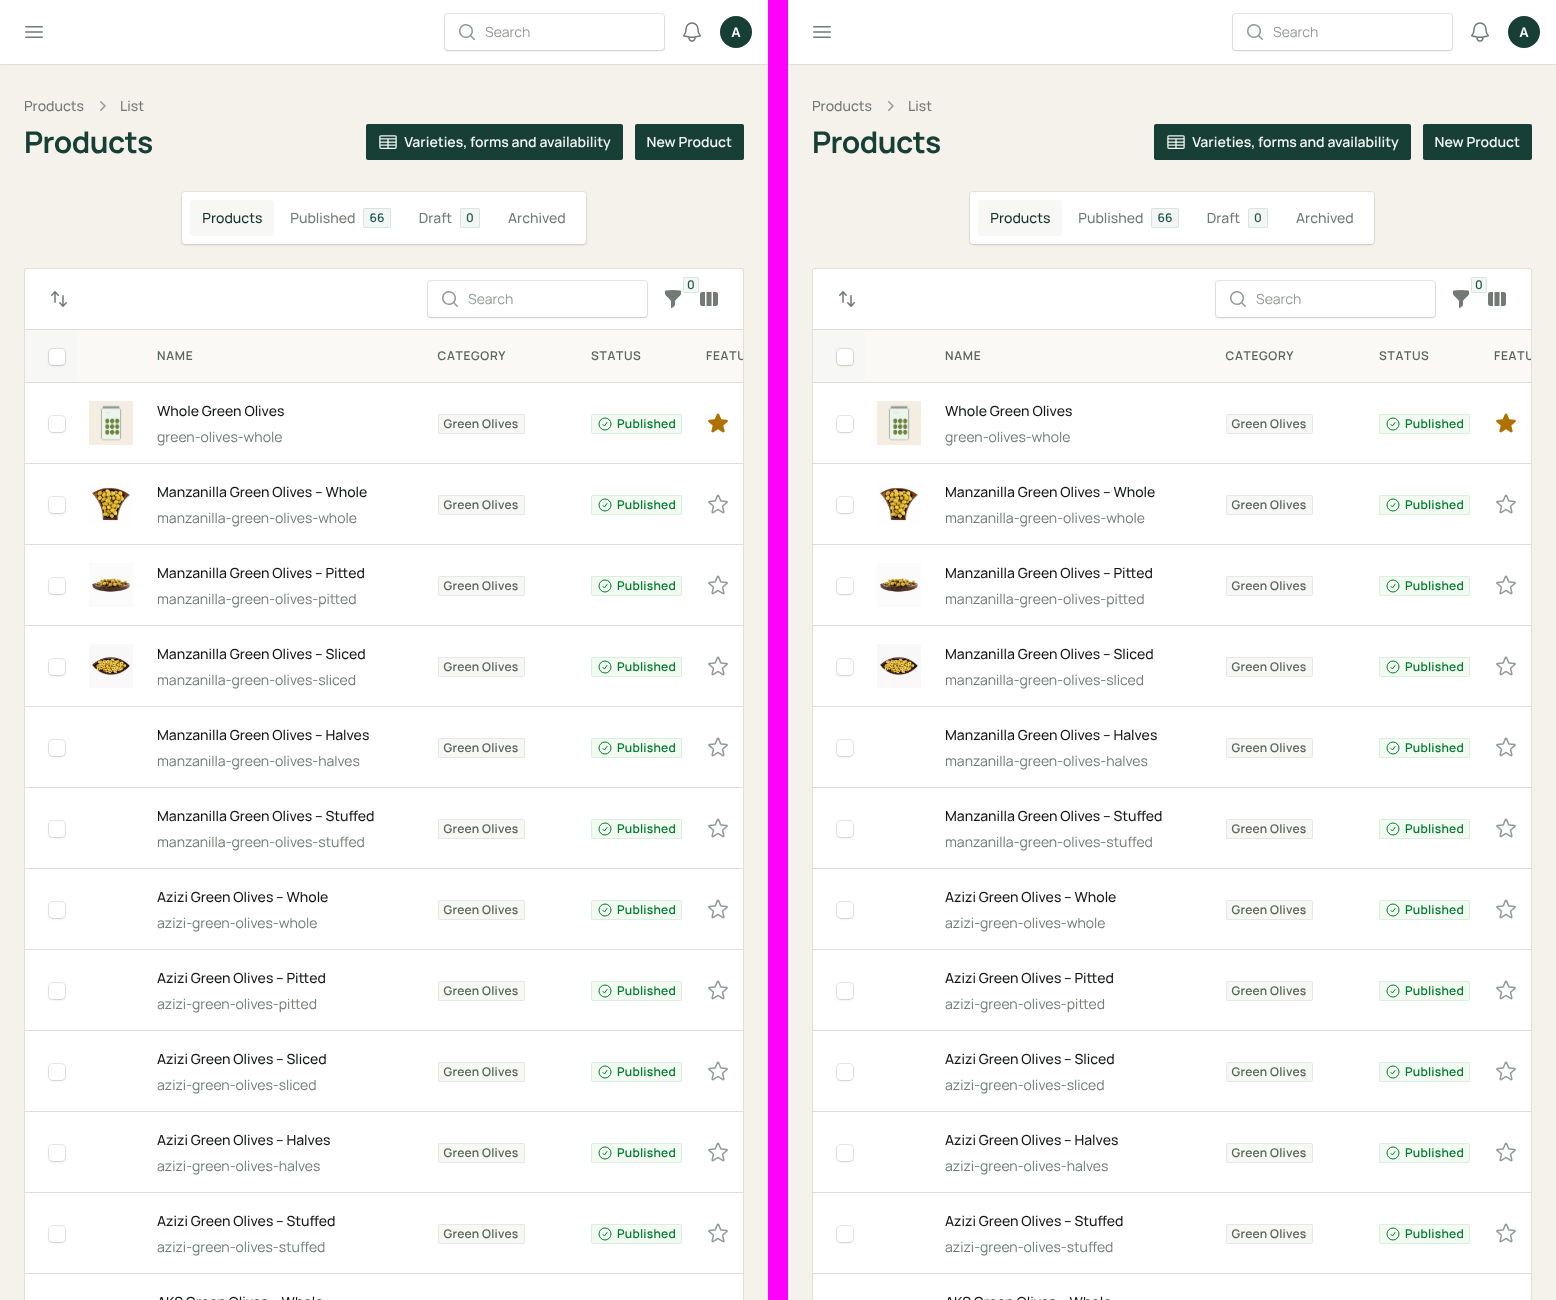 Search
A
Products > List
Products
Varieties, forms and availability
New Product
Products Published 66 Draft 0 Archived
Search
0
NAME CATEGORY STATUS FEATU
Whole Green Olives
green-olives-whole
Green Olives
Published
Manzanilla Green Olives – Whole
manzanilla-green-olives-whole
Green Olives
Published
Manzanilla Green Olives – Pitted
manzanilla-green-olives-pitted
Green Olives
Published
Manzanilla Green Olives – Sliced
manzanilla-green-olives-sliced
Green Olives
Published
Manzanilla Green Olives – Halves
manzanilla-green-olives-halves
Green Olives
Published
Manzanilla Green Olives – Stuffed
manzanilla-green-olives-stuffed
Green Olives
Published
Azizi Green Olives – Whole
azizi-green-olives-whole
Green Olives
Published
Azizi Green Olives – Pitted
azizi-green-olives-pitted
Green Olives
Published
Azizi Green Olives – Sliced
azizi-green-olives-sliced
Green Olives
Published
Azizi Green Olives – Halves
azizi-green-olives-halves
Green Olives
Published
Azizi Green Olives – Stuffed
azizi-green-olives-stuffed
Green Olives
Published
Search
A
Products > List
Products
Varieties, forms and availability
New Product
Products Published 66 Draft 0 Archived
Search
0
NAME CATEGORY STATUS FEATU
Whole Green Olives
green-olives-whole
Green Olives
Published
Manzanilla Green Olives – Whole
manzanilla-green-olives-whole
Green Olives
Published
Manzanilla Green Olives – Pitted
manzanilla-green-olives-pitted
Green Olives
Published
Manzanilla Green Olives – Sliced
manzanilla-green-olives-sliced
Green Olives
Published
Manzanilla Green Olives – Halves
manzanilla-green-olives-halves
Green Olives
Published
Manzanilla Green Olives – Stuffed
manzanilla-green-olives-stuffed
Green Olives
Published
Azizi Green Olives – Whole
azizi-green-olives-whole
Green Olives
Published
Azizi Green Olives – Pitted
azizi-green-olives-pitted
Green Olives
Published
Azizi Green Olives – Sliced
azizi-green-olives-sliced
Green Olives
Published
Azizi Green Olives – Halves
azizi-green-olives-halves
Green Olives
Published
Azizi Green Olives – Stuffed
azizi-green-olives-stuffed
Green Olives
Published